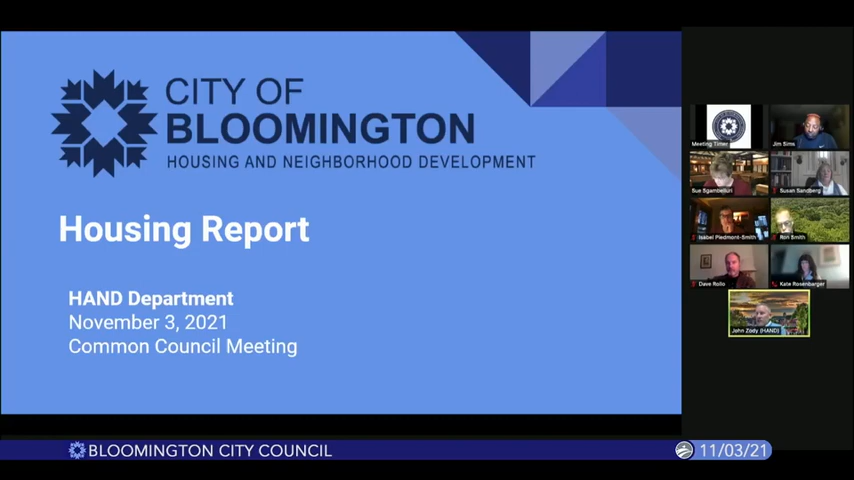 CITY OF
BLOOMINGTON
HOUSING AND NEIGHBORHOOD DEVELOPMENT
Housing Report
HAND Department
November 3, 2021
Common Council Meeting
Meeting Timer
Jim Sims
Sue Sgambelluri
Susan Sandberg
Isabel Piedmont-Smith
Ron Smith
Dave Rollo
Kate Rosenbarger
John Zody (HAND)
BLOOMINGTON CITY COUNCIL
11/03/21